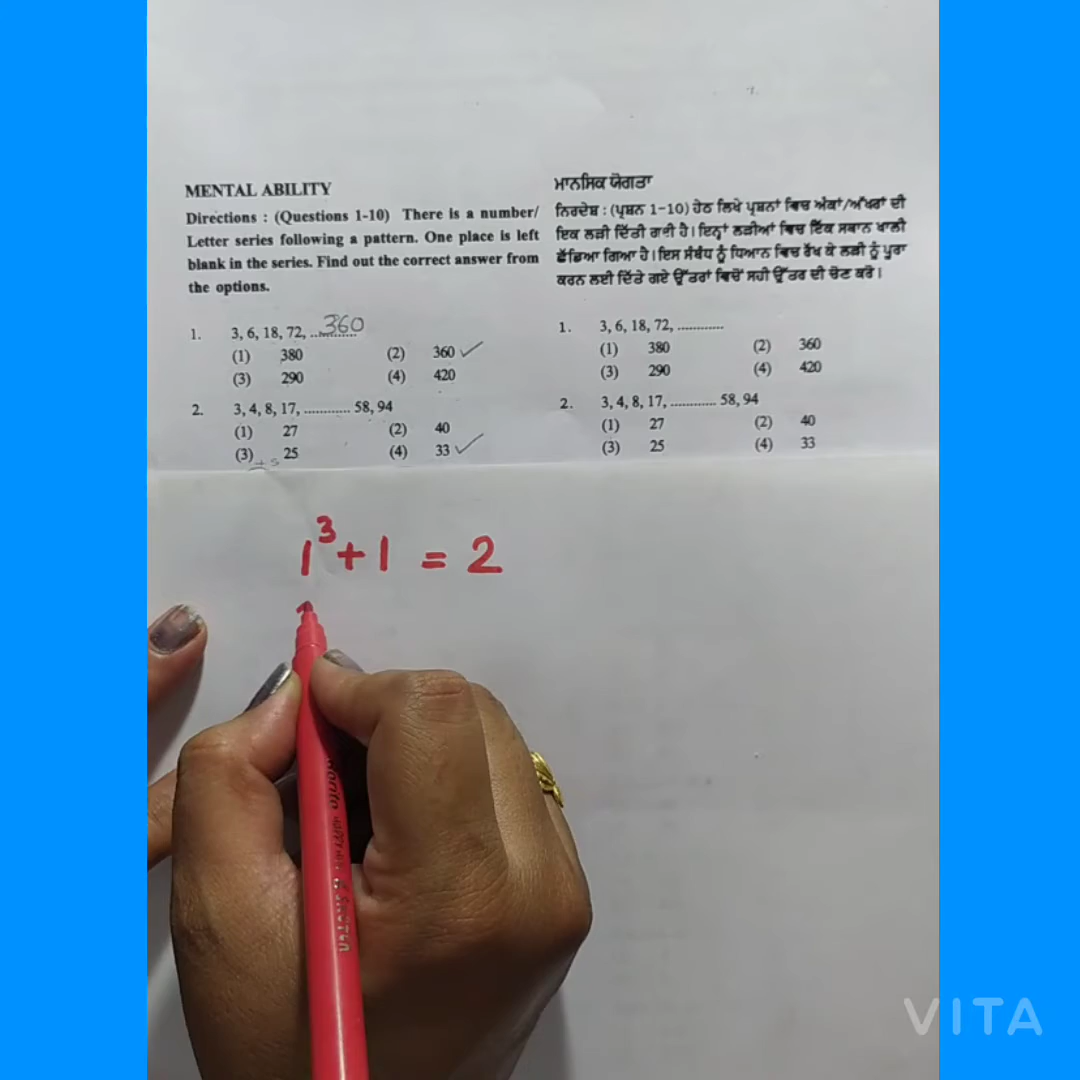 MENTAL ABILITY
Directions : (Questions 1-10) There is a number/
Letter series following a pattern. One place is left
blank in the series. Find out the correct answer from
the options.
1. 3, 6, 18, 72, ............ 360
(1) 380 (2) 360 ✓
(3) 290 (4) 420
2. 3, 4, 8, 17, ............ 58, 94
(1) 27 (2) 40
(3) 25 (4) 33 ✓
+5
ਮਾਨਸਿਕ ਯੋਗਤਾ
ਨਿਰਦੇਸ਼ : (ਪ੍ਰਸ਼ਨ 1-10) ਹੇਠ ਲਿਖੇ ਪ੍ਰਸ਼ਨਾਂ ਵਿਚ ਅੰਕਾਂ/ਅੱਖਰਾਂ ਦੀ
ਇਕ ਲੜੀ ਦਿੱਤੀ ਗਈ ਹੈ। ਇਨ੍ਹਾਂ ਲੜੀਆਂ ਵਿਚ ਇੱਕ ਸਥਾਨ ਖਾਲੀ
ਛੱਡਿਆ ਗਿਆ ਹੈ। ਇਸ ਸੰਬੰਧ ਨੂੰ ਧਿਆਨ ਵਿਚ ਰੱਖ ਕੇ ਲੜੀ ਨੂੰ ਪੂਰਾ
ਕਰਨ ਲਈ ਦਿੱਤੇ ਗਏ ਉੱਤਰਾਂ ਵਿਚੋਂ ਸਹੀ ਉੱਤਰ ਦੀ ਚੋਣ ਕਰੋ।
1. 3, 6, 18, 72, ............
(1) 380 (2) 360
(3) 290 (4) 420
2. 3, 4, 8, 17, ............ 58, 94
(1) 27 (2) 40
(3) 25 (4) 33
1³+1 = 2
VITA